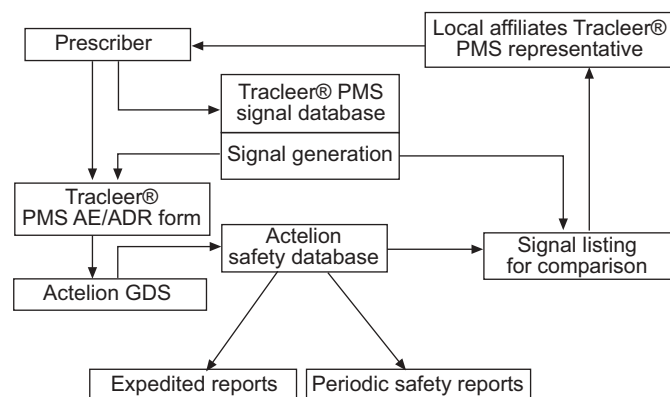 Prescriber
Local affiliates Tracleer®
PMS representative
Tracleer® PMS
signal database
Signal generation
Tracleer®
PMS AE/ADR form
Actelion
safety database
Signal listing
for comparison
Actelion GDS
Expedited reports
Periodic safety reports